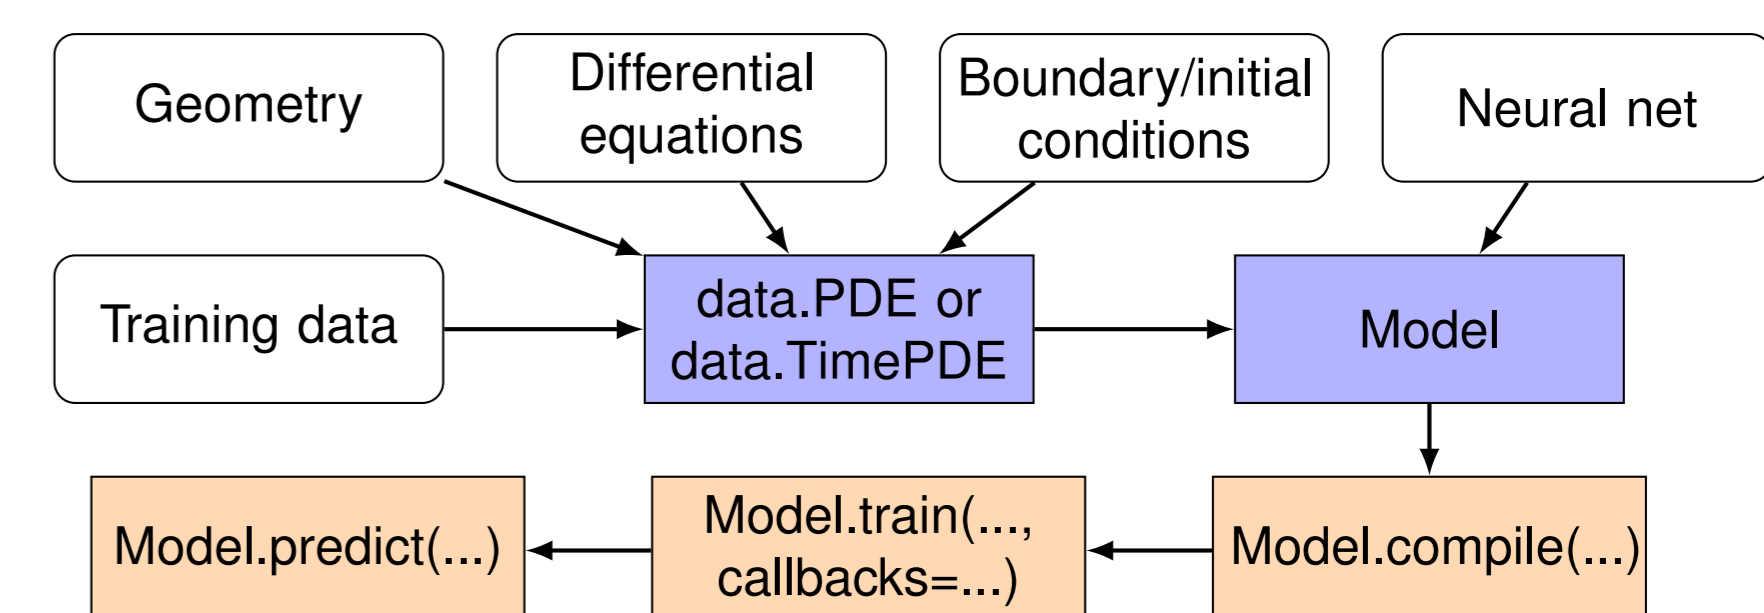 Geometry
Differential
equations
Boundary/initial
conditions
Neural net
Training data
data.PDE or
data.TimePDE
Model
Model.predict(...)
Model.train(...,
callbacks=...)
Model.compile(...)